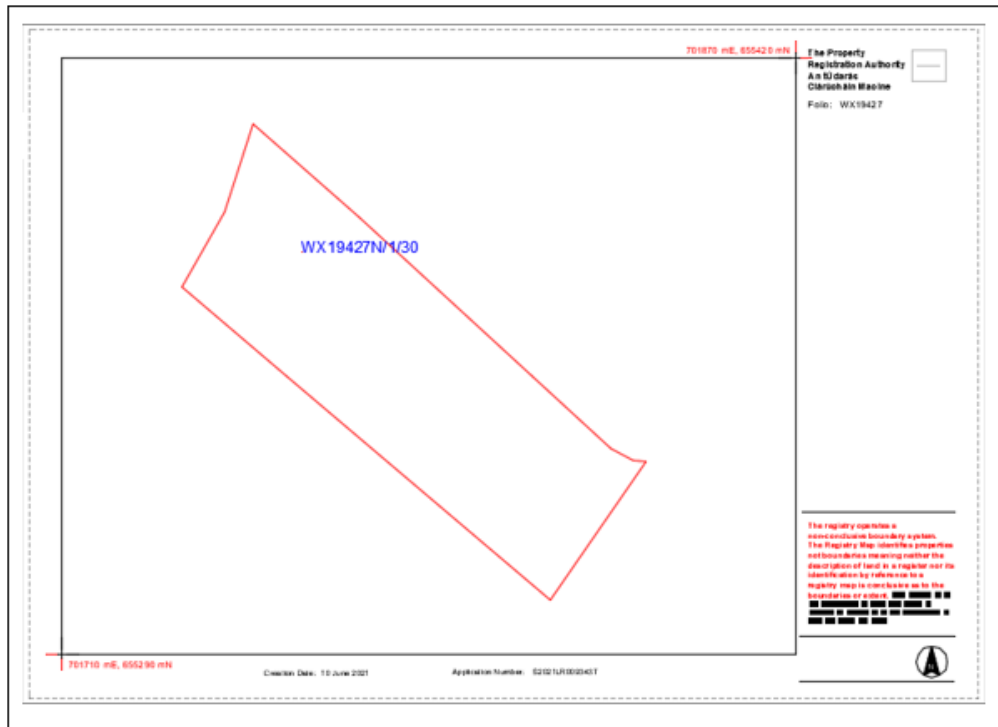 701870 mE, 655420 mN
The Property
Registration Authority
An tÚdarás
Clárúcháin Maoine
Folio: WX19427
WX19427N/1/30
The registry operates a
non-conclusive boundary system.
The Registry Map identifies properties
not boundaries meaning neither the
description of land in a register nor its
identification by reference to a
registry map is conclusive as to the
boundaries or extent.
701710 mE, 655290 mN
Creation Date: 10 June 2021
Application Number: